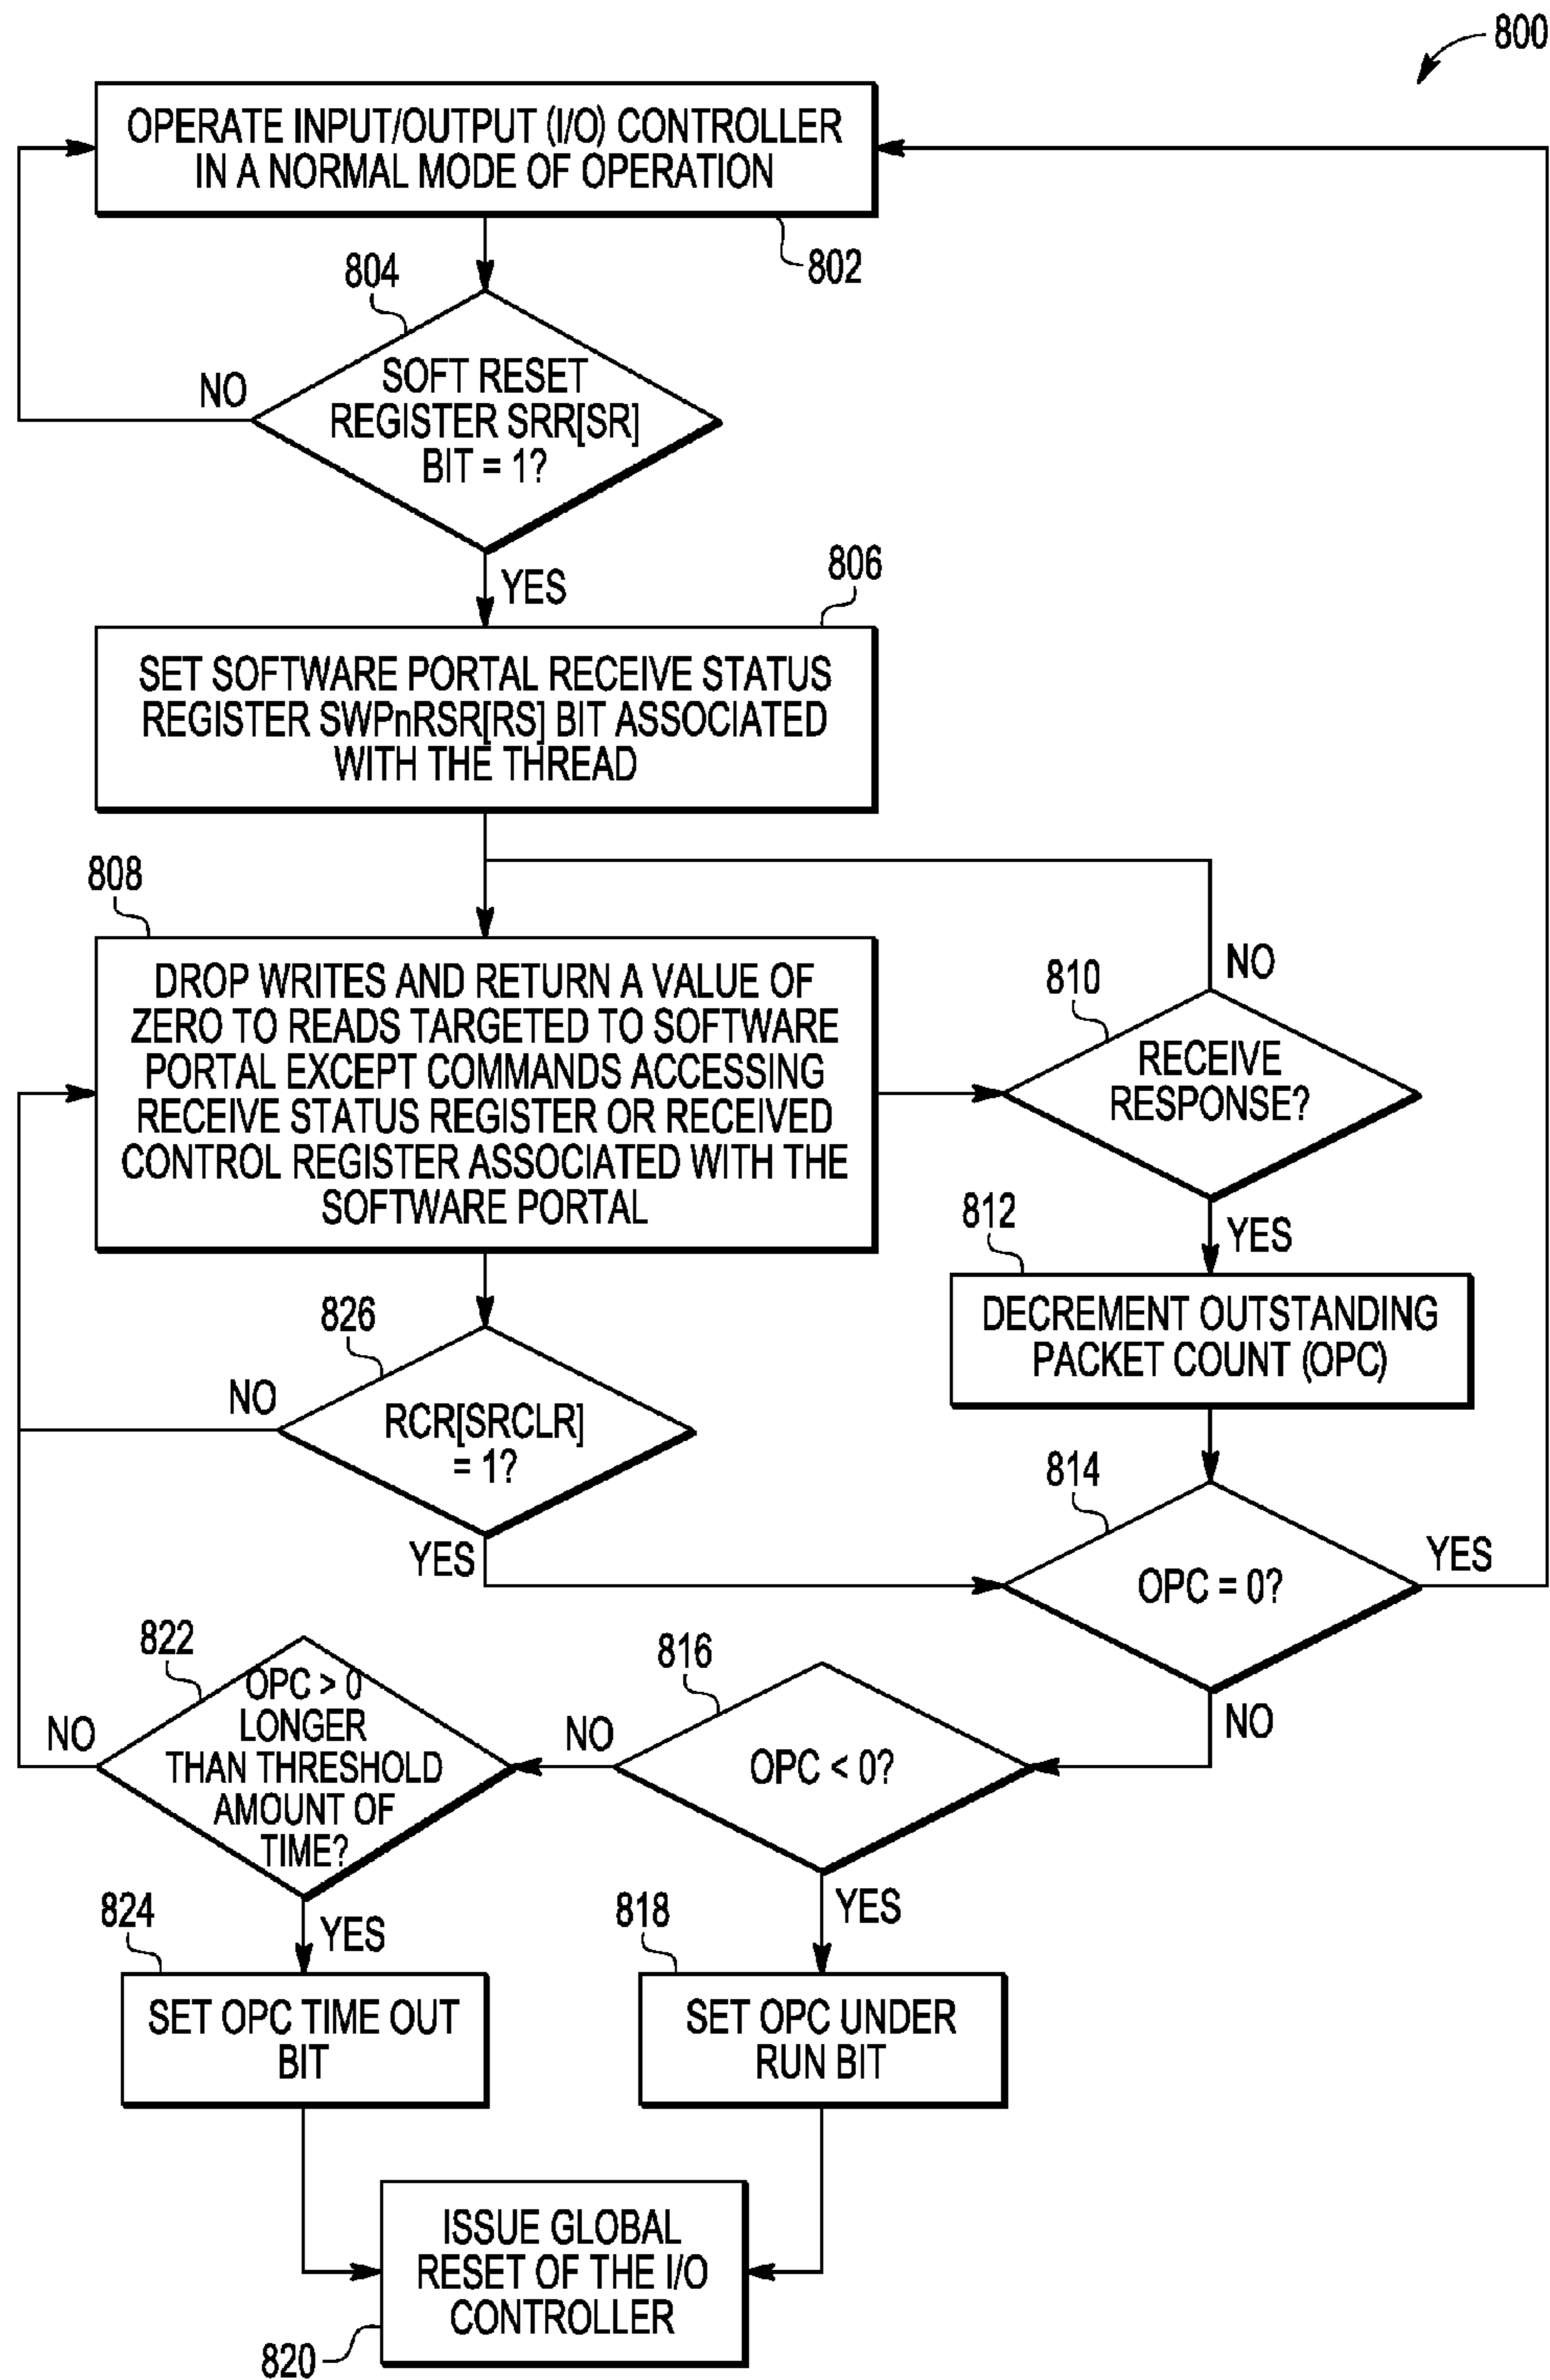 800
OPERATE INPUT/OUTPUT (I/O) CONTROLLER
IN A NORMAL MODE OF OPERATION
802
804
SOFT RESET
REGISTER SRR[SR]
BIT = 1?
NO
YES
806
SET SOFTWARE PORTAL RECEIVE STATUS
REGISTER SWPnRSR[RS] BIT ASSOCIATED
WITH THE THREAD
808
DROP WRITES AND RETURN A VALUE OF
ZERO TO READS TARGETED TO SOFTWARE
PORTAL EXCEPT COMMANDS ACCESSING
RECEIVE STATUS REGISTER OR RECEIVED
CONTROL REGISTER ASSOCIATED WITH THE
SOFTWARE PORTAL
810
NO
RECEIVE
RESPONSE?
YES
812
DECREMENT OUTSTANDING
PACKET COUNT (OPC)
826
NO
RCR[SRCLR]
= 1?
YES
814
OPC = 0?
YES
NO
816
OPC < 0?
NO
YES
822
OPC > 0
LONGER
THAN THRESHOLD
AMOUNT OF
TIME?
NO
YES
824
SET OPC TIME OUT
BIT
818
SET OPC UNDER
RUN BIT
ISSUE GLOBAL
RESET OF THE I/O
CONTROLLER
820